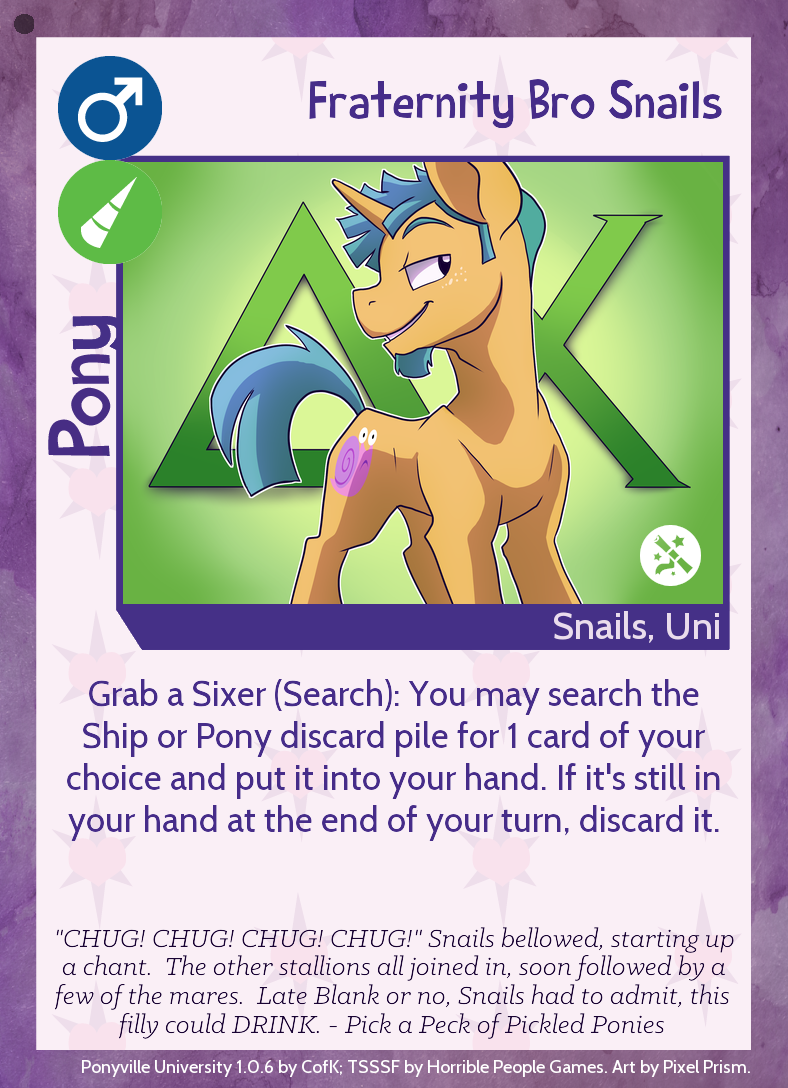 Fraternity Bro Snails
Pony
ΔK
Snails, Uni
Grab a Sixer (Search): You may search the
Ship or Pony discard pile for 1 card of your
choice and put it into your hand. If it's still in
your hand at the end of your turn, discard it.
"CHUG! CHUG! CHUG! CHUG!" Snails bellowed, starting up
a chant.  The other stallions all joined in, soon followed by a
few of the mares.  Late Blank or no, Snails had to admit, this
filly could DRINK. - Pick a Peck of Pickled Ponies
Ponyville University 1.0.6 by CofK; TSSSF by Horrible People Games. Art by Pixel Prism.